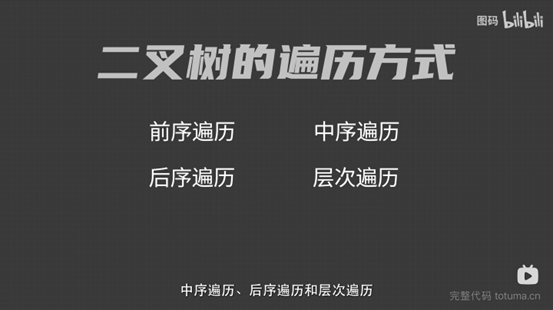 图码 bilibili
二叉树的遍历方式
前序遍历 中序遍历
后序遍历 层次遍历
中序遍历、后序遍历和层次遍历
完整代码 totuma.cn